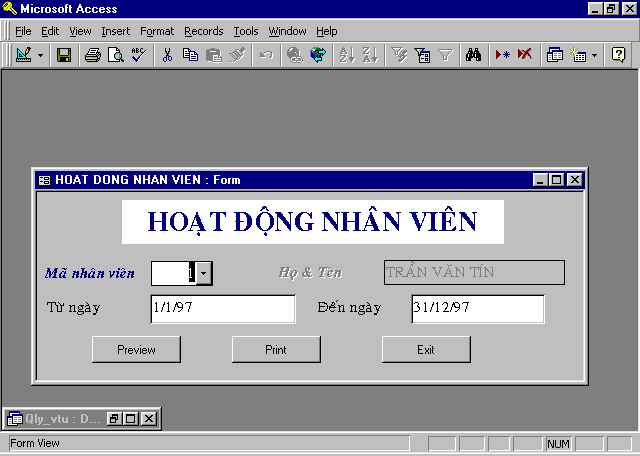 Microsoft Access
File Edit View Insert Format Records Tools Window Help
HOAT DONG NHAN VIEN : Form
HOẠT ĐỘNG NHÂN VIÊN
Mã nhân viên 1 Họ & Tên TRẦN VĂN TÍN
Từ ngày 1/1/97 Đến ngày 31/12/97
Preview Print Exit
Qly_vtu : D...
Form View NUM